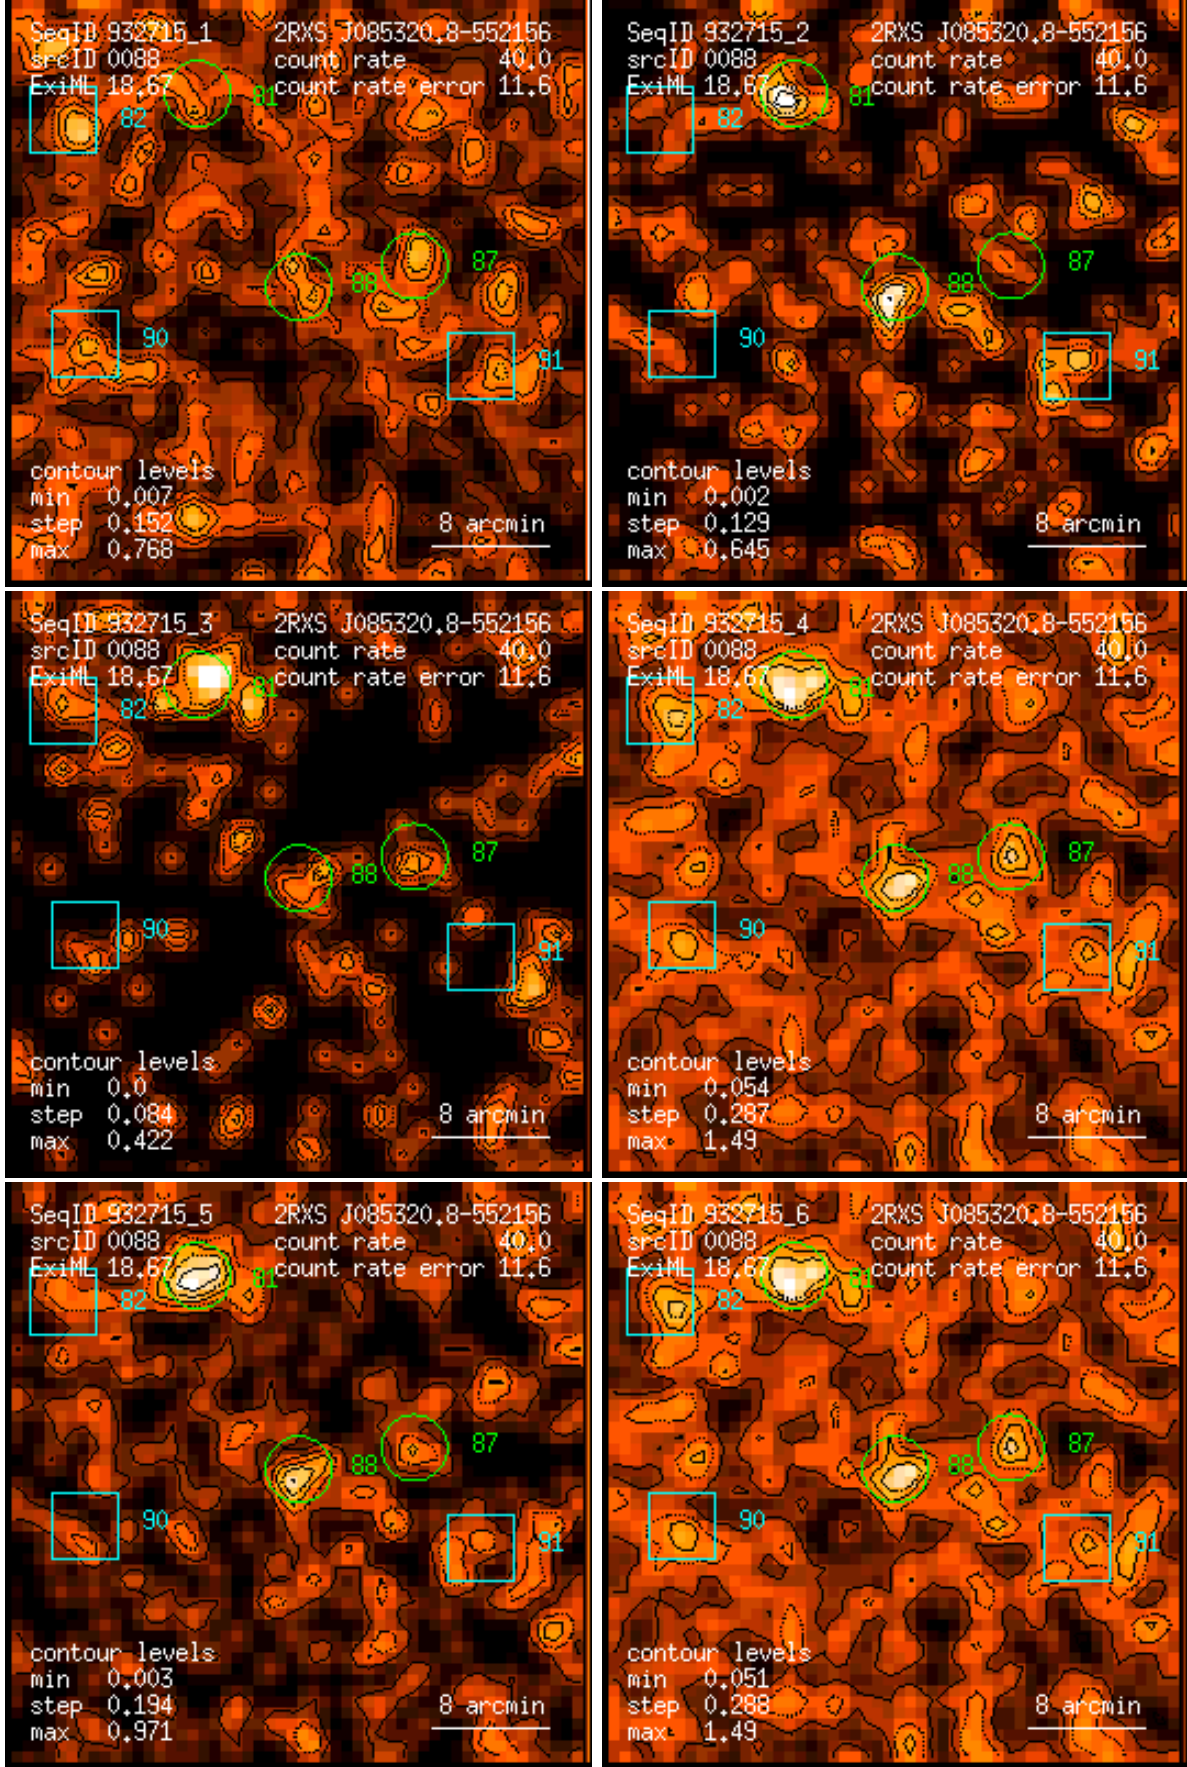 SeqID 932715_1 2RXS J085320.8-552156
srcID 0088 count rate 40.0
ExiML 18.67 count rate error 11.6
81
82
87
88
90
91
contour levels
min 0.007
step 0.152
max 0.768
8 arcmin
SeqID 932715_2 2RXS J085320.8-552156
srcID 0088 count rate 40.0
ExiML 18.67 count rate error 11.6
81
82
87
88
90
91
contour levels
min 0.002
step 0.129
max 0.645
8 arcmin
SeqID 932715_3 2RXS J085320.8-552156
srcID 0088 count rate 40.0
ExiML 18.67 count rate error 11.6
81
82
87
88
90
91
contour levels
min 0.0
step 0.084
max 0.422
8 arcmin
SeqID 932715_4 2RXS J085320.8-552156
srcID 0088 count rate 40.0
ExiML 18.67 count rate error 11.6
81
82
87
88
90
91
contour levels
min 0.054
step 0.287
max 1.49
8 arcmin
SeqID 932715_5 2RXS J085320.8-552156
srcID 0088 count rate 40.0
ExiML 18.67 count rate error 11.6
81
82
87
88
90
91
contour levels
min 0.003
step 0.194
max 0.971
8 arcmin
SeqID 932715_6 2RXS J085320.8-552156
srcID 0088 count rate 40.0
ExiML 18.67 count rate error 11.6
81
82
87
88
90
91
contour levels
min 0.051
step 0.288
max 1.49
8 arcmin